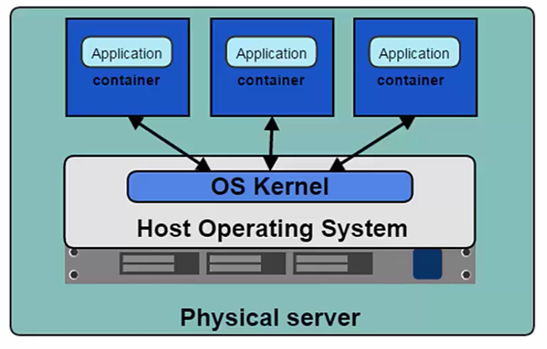 Application
container
Application
container
Application
container
OS Kernel
Host Operating System
Physical server